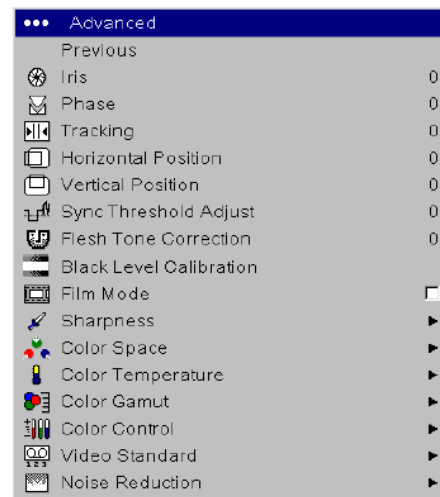 Advanced
Previous
Iris 0
Phase 0
Tracking 0
Horizontal Position 0
Vertical Position 0
Sync Threshold Adjust 0
Flesh Tone Correction 0
Black Level Calibration
Film Mode
Sharpness
Color Space
Color Temperature
Color Gamut
Color Control
Video Standard
Noise Reduction